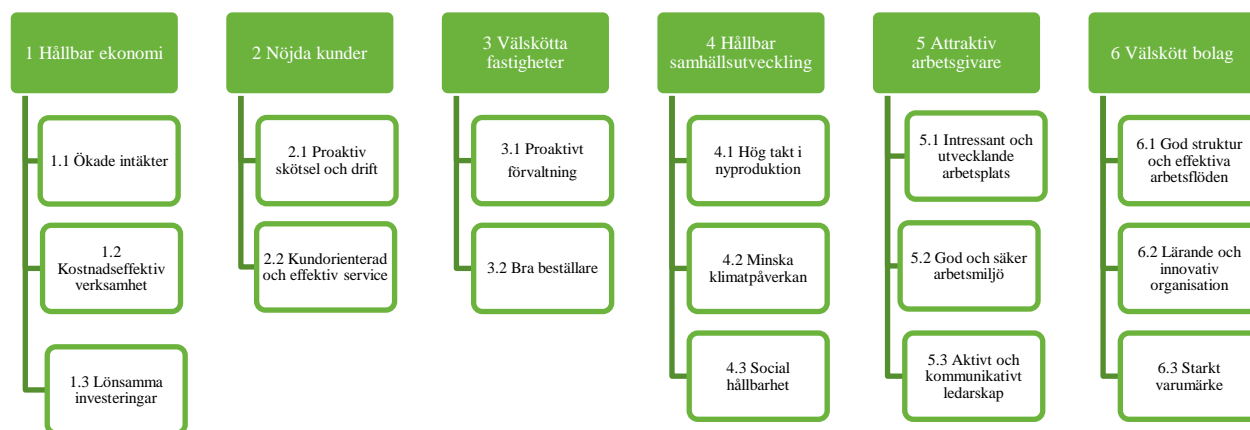 1 Hållbar ekonomi
1.1 Ökade intäkter
1.2
Kostnadseffektiv
verksamhet
1.3 Lönsamma
investeringar
2 Nöjda kunder
2.1 Proaktiv
skötsel och drift
2.2 Kundorienterad
och effektiv service
3 Välskötta
fastigheter
3.1 Proaktivt
förvaltning
3.2 Bra beställare
4 Hållbar
samhällsutveckling
4.1 Hög takt i
nyproduktion
4.2 Minska
klimatpåverkan
4.3 Social
hållbarhet
5 Attraktiv
arbetsgivare
5.1 Intressant och
utvecklande
arbetsplats
5.2 God och säker
arbetsmiljö
5.3 Aktivt och
kommunikativt
ledarskap
6 Välskött bolag
6.1 God struktur
och effektiva
arbetsflöden
6.2 Lärande och
innovativ
organisation
6.3 Starkt
varumärke